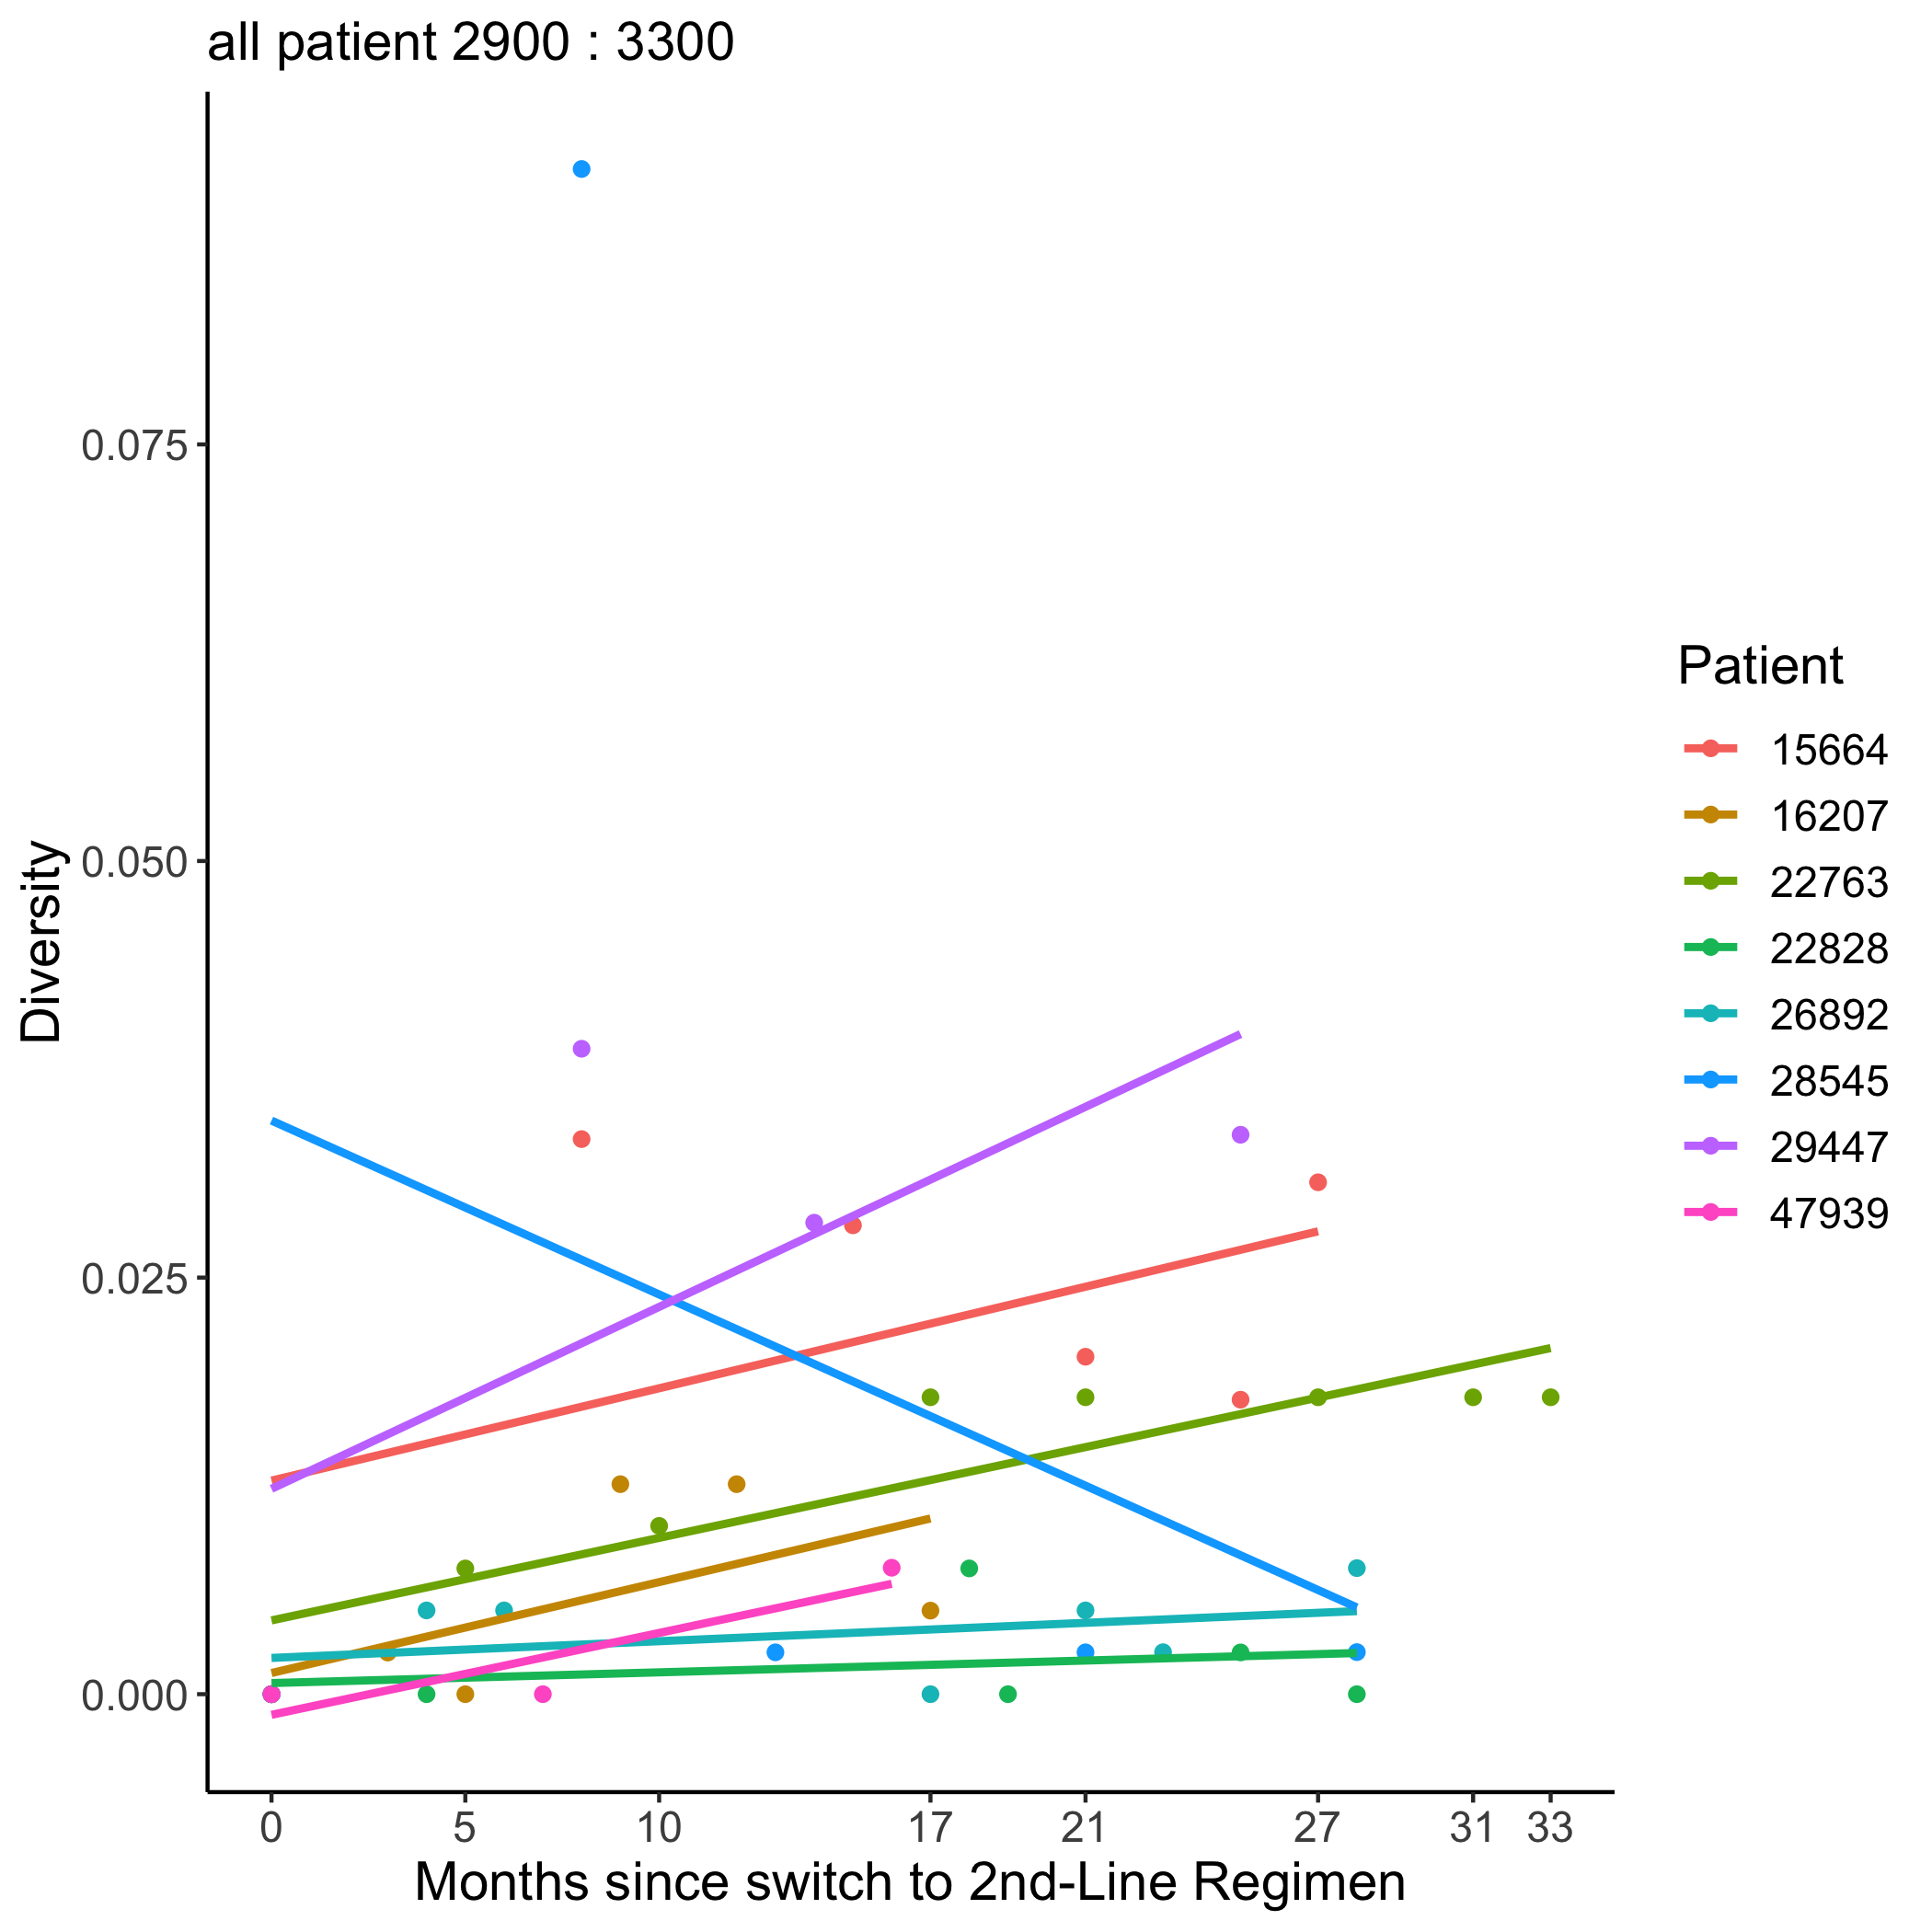 all patient 2900 : 3300
Diversity
0.075
0.050
0.025
0.000
0 5 10 17 21 27 31 33
Months since switch to 2nd-Line Regimen
Patient
15664
16207
22763
22828
26892
28545
29447
47939